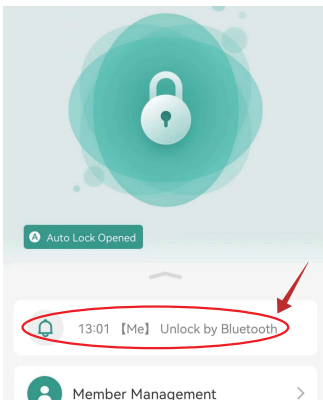 A Auto Lock Opened
13:01 【Me】 Unlock by Bluetooth
Member Management